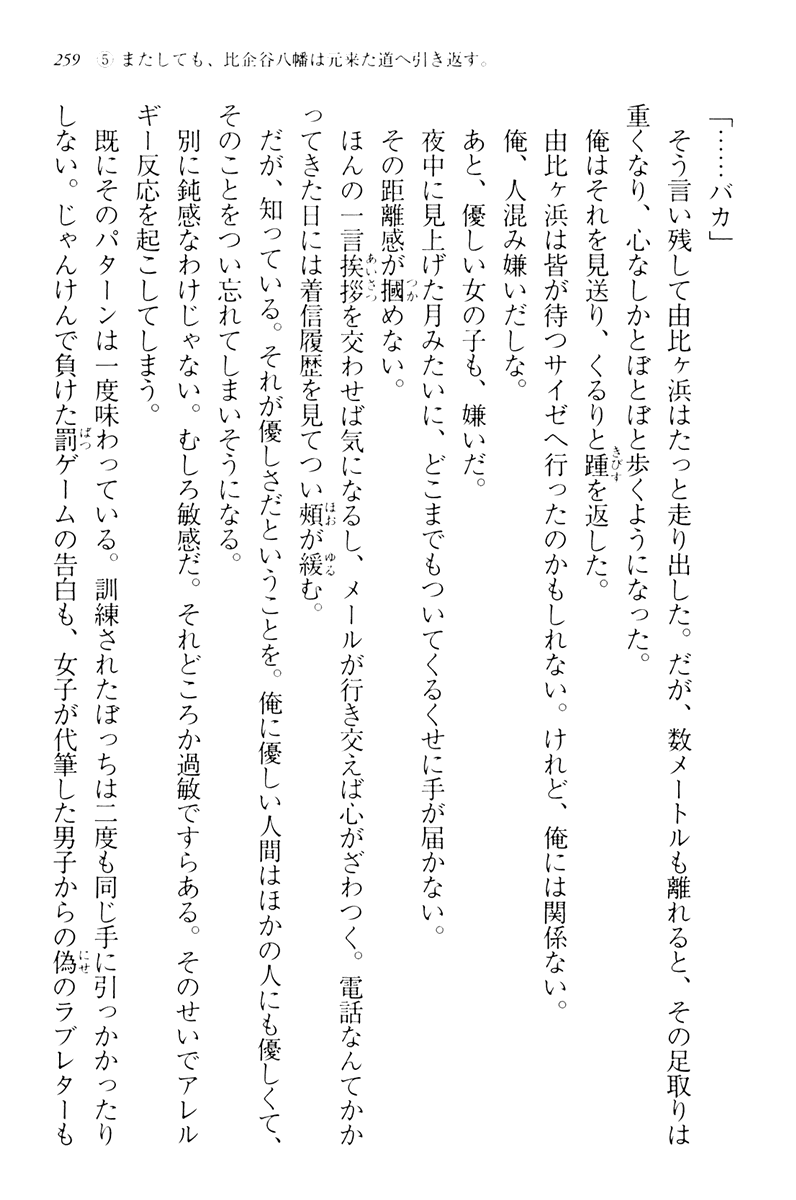 259 ⑤ またしても、比企谷八幡は元来た道へ引き返す。
「……バカ」
そう言い残して由比ヶ浜はたっと走り出した。だが、数メートルも離れると、その足取りは
重くなり、心なしかとぼとぼと歩くようになった。
俺はそれを見送り、くるりと踵を返した。
由比ヶ浜は皆が待つサイゼへ行ったのかもしれない。けれど、俺には関係ない。
俺、人混み嫌いだしな。
あと、優しい女の子も、嫌いだ。
夜中に見上げた月みたいに、どこまでもついてくるくせに手が届かない。
その距離感が摑めない。
ほんの一言挨拶を交わせば気になるし、メールが行き交えば心がざわつく。電話なんてかか
ってきた日には着信履歴を見てつい頰が緩む。
だが、知っている。それが優しさだということを。俺に優しい人間はほかの人にも優しくて、
そのことをつい忘れてしまいそうになる。
別に鈍感なわけじゃない。むしろ敏感だ。それどころか過敏ですらある。そのせいでアレル
ギー反応を起こしてしまう。
既にそのパターンは一度味わっている。訓練されたぼっちは二度も同じ手に引っかかったり
しない。じゃんけんで負けた罰ゲームの告白も、女子が代筆した男子からの偽のラブレターも